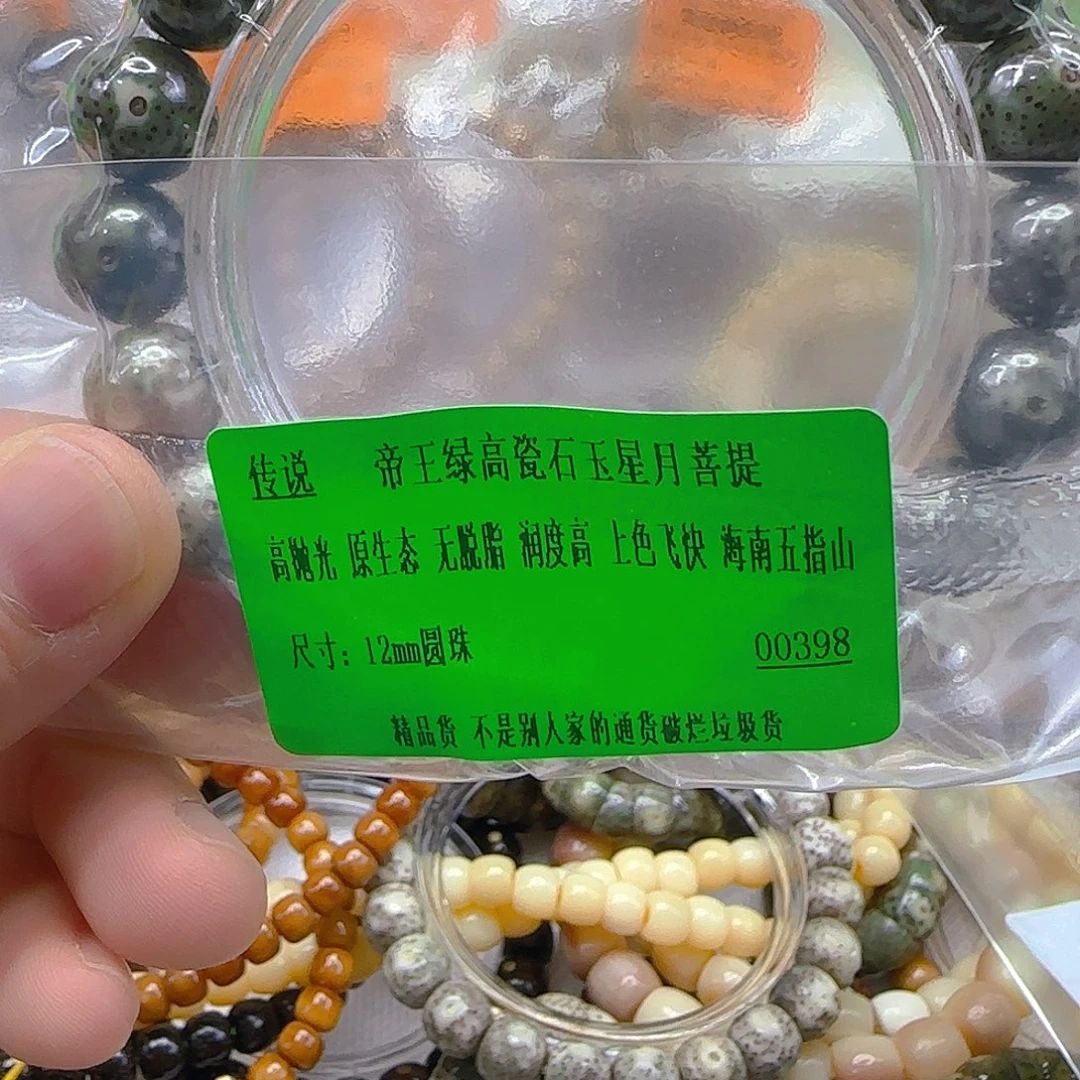 传说 帝王绿高瓷石玉星月菩提
高抛光 原生态 无脱脂 润度高 上色飞快 海南五指山
尺寸：12mm圆珠 00398
精品货 不是别人家的通货破烂垃圾货